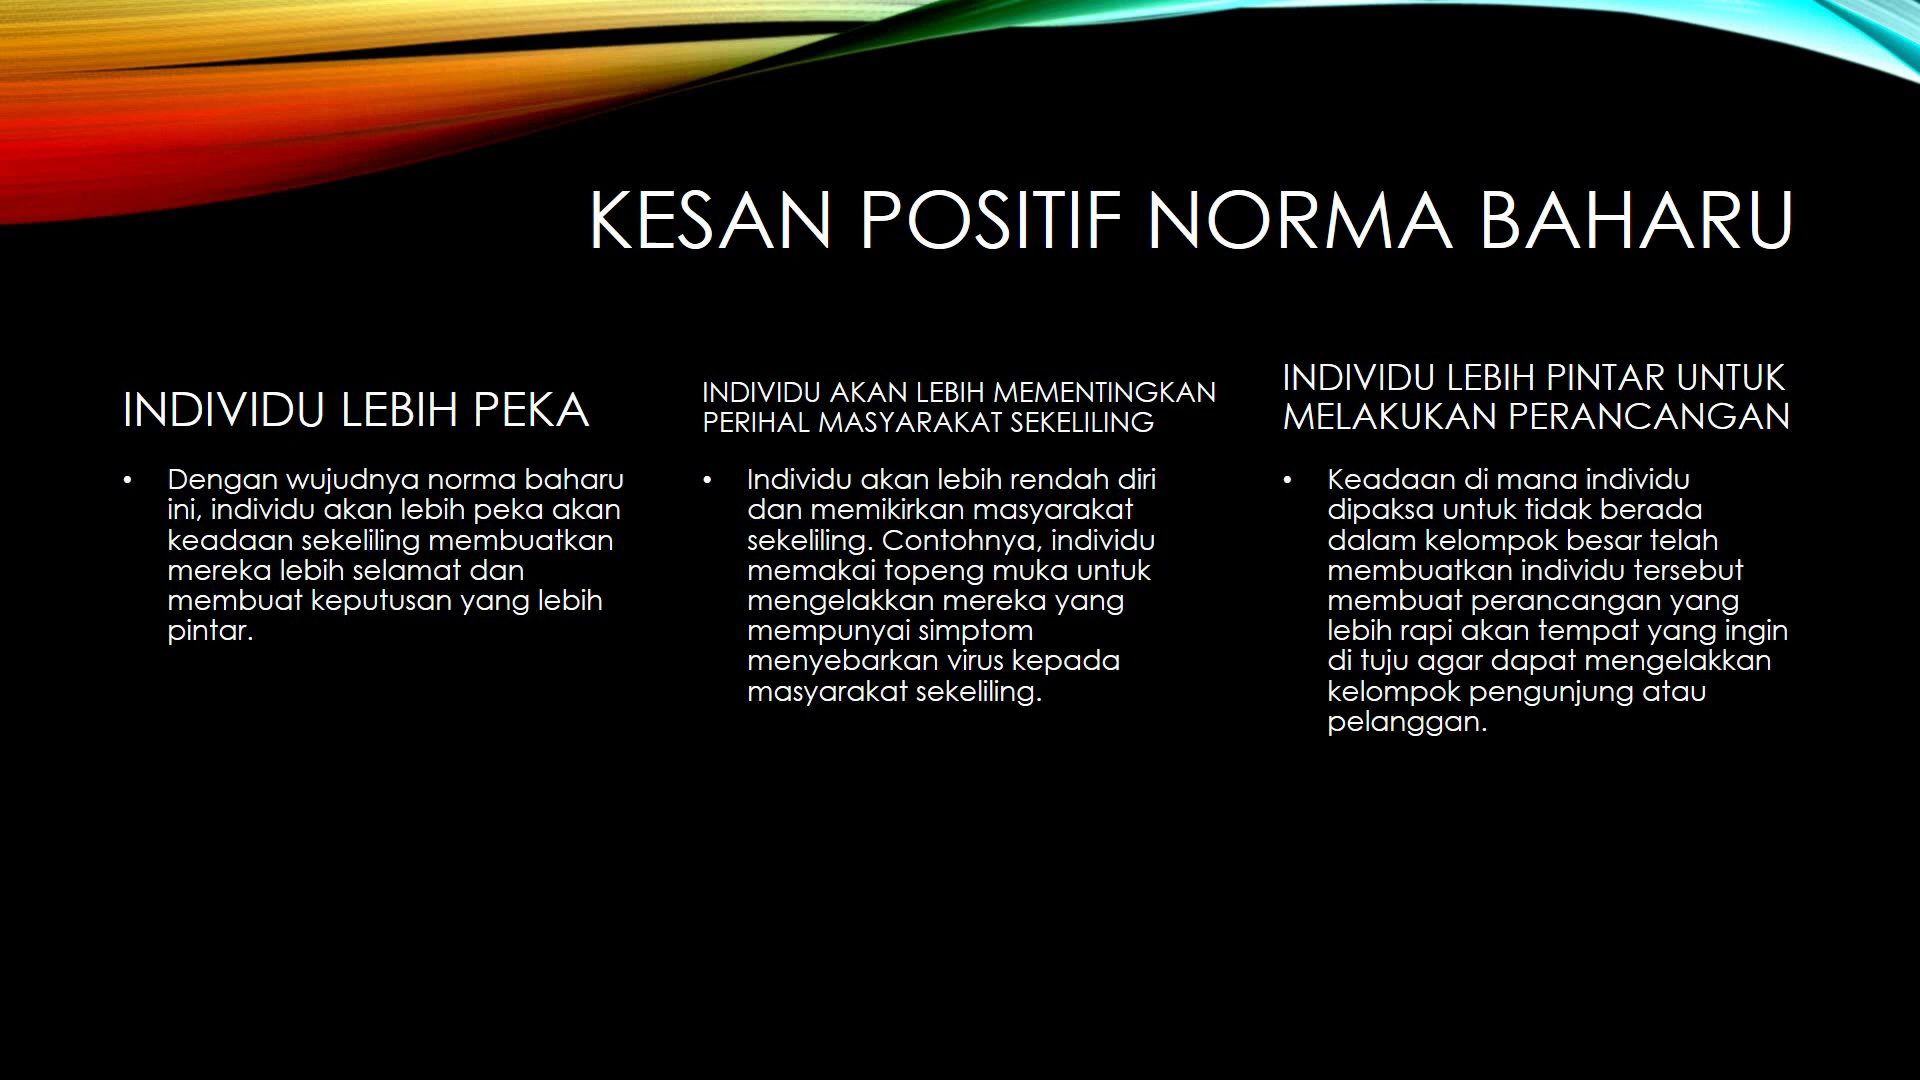 KESAN POSITIF NORMA BAHARU
INDIVIDU LEBIH PEKA
• Dengan wujudnya norma baharu
ini, individu akan lebih peka akan
keadaan sekeliling membuatkan
mereka lebih selamat dan
membuat keputusan yang lebih
pintar.
INDIVIDU AKAN LEBIH MEMENTINGKAN
PERIHAL MASYARAKAT SEKELILING
• Individu akan lebih rendah diri
dan memikirkan masyarakat
sekeliling. Contohnya, individu
memakai topeng muka untuk
mengelakkan mereka yang
mempunyai simptom
menyebarkan virus kepada
masyarakat sekeliling.
INDIVIDU LEBIH PINTAR UNTUK
MELAKUKAN PERANCANGAN
• Keadaan di mana individu
dipaksa untuk tidak berada
dalam kelompok besar telah
membuatkan individu tersebut
membuat perancangan yang
lebih rapi akan tempat yang ingin
di tuju agar dapat mengelakkan
kelompok pengunjung atau
pelanggan.